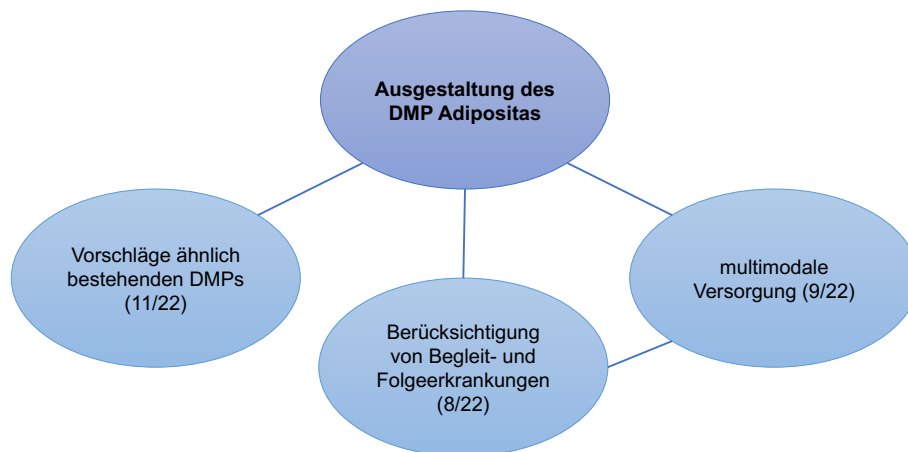 Ausgestaltung des
DMP Adipositas
Vorschläge ähnlich
bestehenden DMPs
(11/22)
Berücksichtigung
von Begleit- und
Folgeerkrankungen
(8/22)
multimodale
Versorgung (9/22)